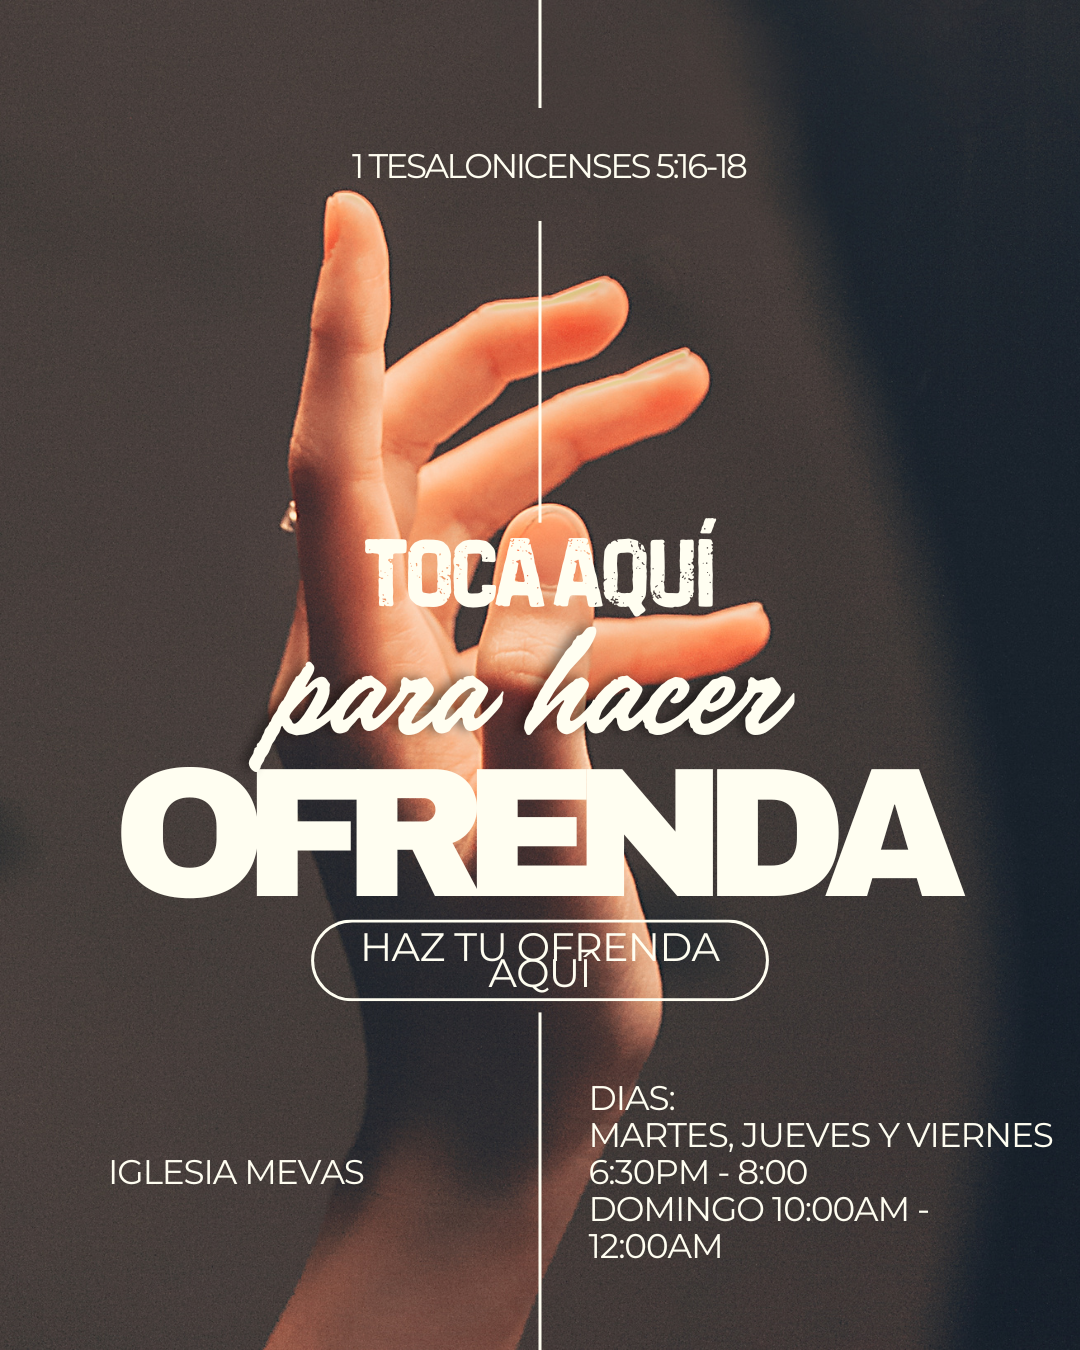 1 TESALONICENSES 5:16-18
TOCA AQUÍ
para hacer
OFRENDA
HAZ TU OFRENDA
AQUÍ
IGLESIA MEVAS
DIAS:
MARTES, JUEVES Y VIERNES
6:30PM - 8:00
DOMINGO 10:00AM -
12:00AM